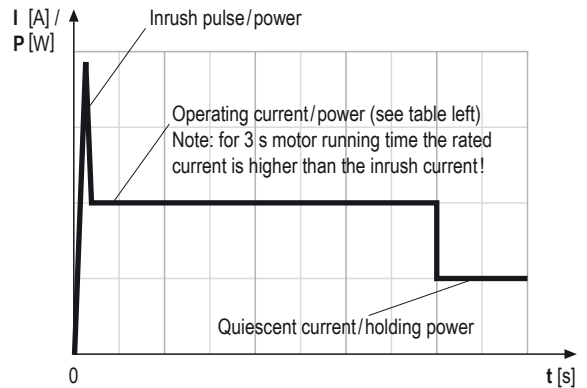 I [A] /
P [W]
Inrush pulse/power
Operating current/power (see table left)
Note: for 3 s motor running time the rated
current is higher than the inrush current!
Quiescent current/holding power
0
t [s]